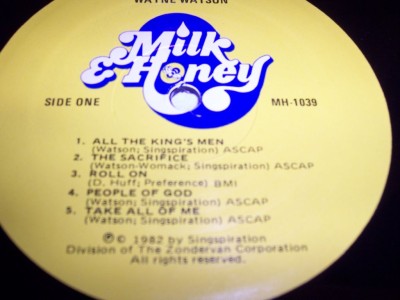 WAYNE WATSON
Milk
& Honey
SIDE ONE
MH-1039
1. ALL THE KING'S MEN
(Watson; Singspiration) ASCAP
2. THE SACRIFICE
(Watson-Womack; Singspiration) ASCAP
3. ROLL ON
(D. Huff; Preference) BMI
4. PEOPLE OF GOD
(Watson; Singspiration) ASCAP
5. TAKE ALL OF ME
(Watson; Singspiration) ASCAP
℗ © 1982 by Singspiration
Division of The Zondervan Corporation
All rights reserved.